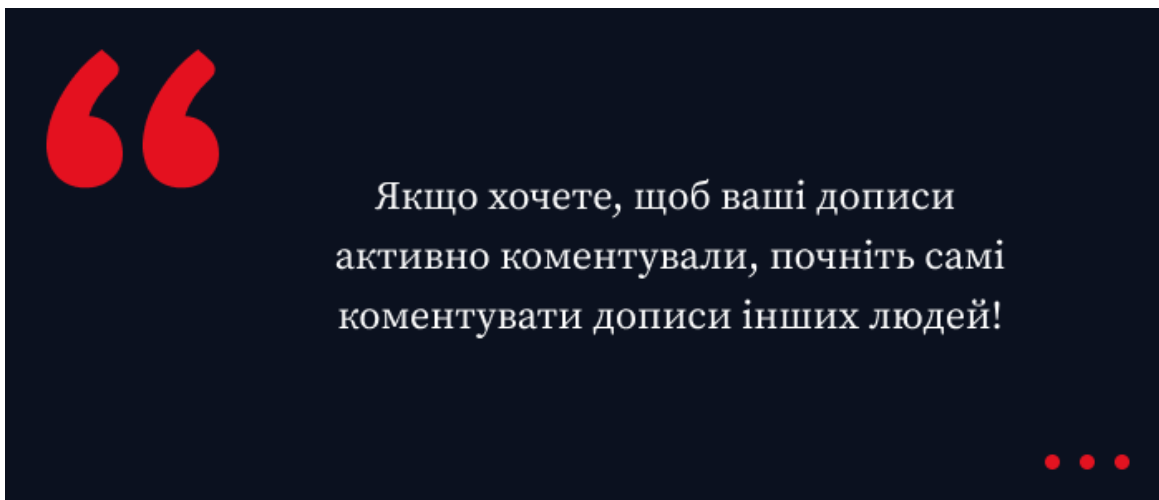 Якщо хочете, щоб ваші дописи
активно коментували, почніть самі
коментувати дописи інших людей!